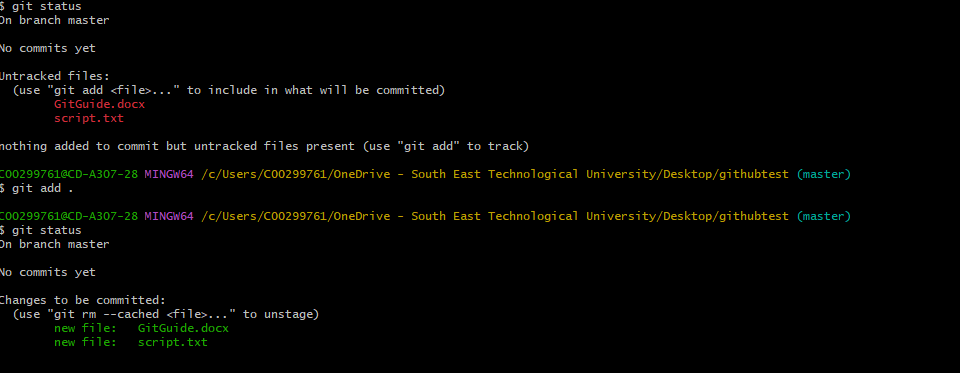 $ git status
On branch master
No commits yet
Untracked files:
(use "git add <file>..." to include in what will be committed)
GitGuide.docx
script.txt
nothing added to commit but untracked files present (use "git add" to track)
C00299761@CD-A307-28 MINGW64 /c/Users/C00299761/OneDrive - South East Technological University/Desktop/githubtest (master)
$ git add .
C00299761@CD-A307-28 MINGW64 /c/Users/C00299761/OneDrive - South East Technological University/Desktop/githubtest (master)
$ git status
On branch master
No commits yet
Changes to be committed:
(use "git rm --cached <file>..." to unstage)
new file:   GitGuide.docx
new file:   script.txt